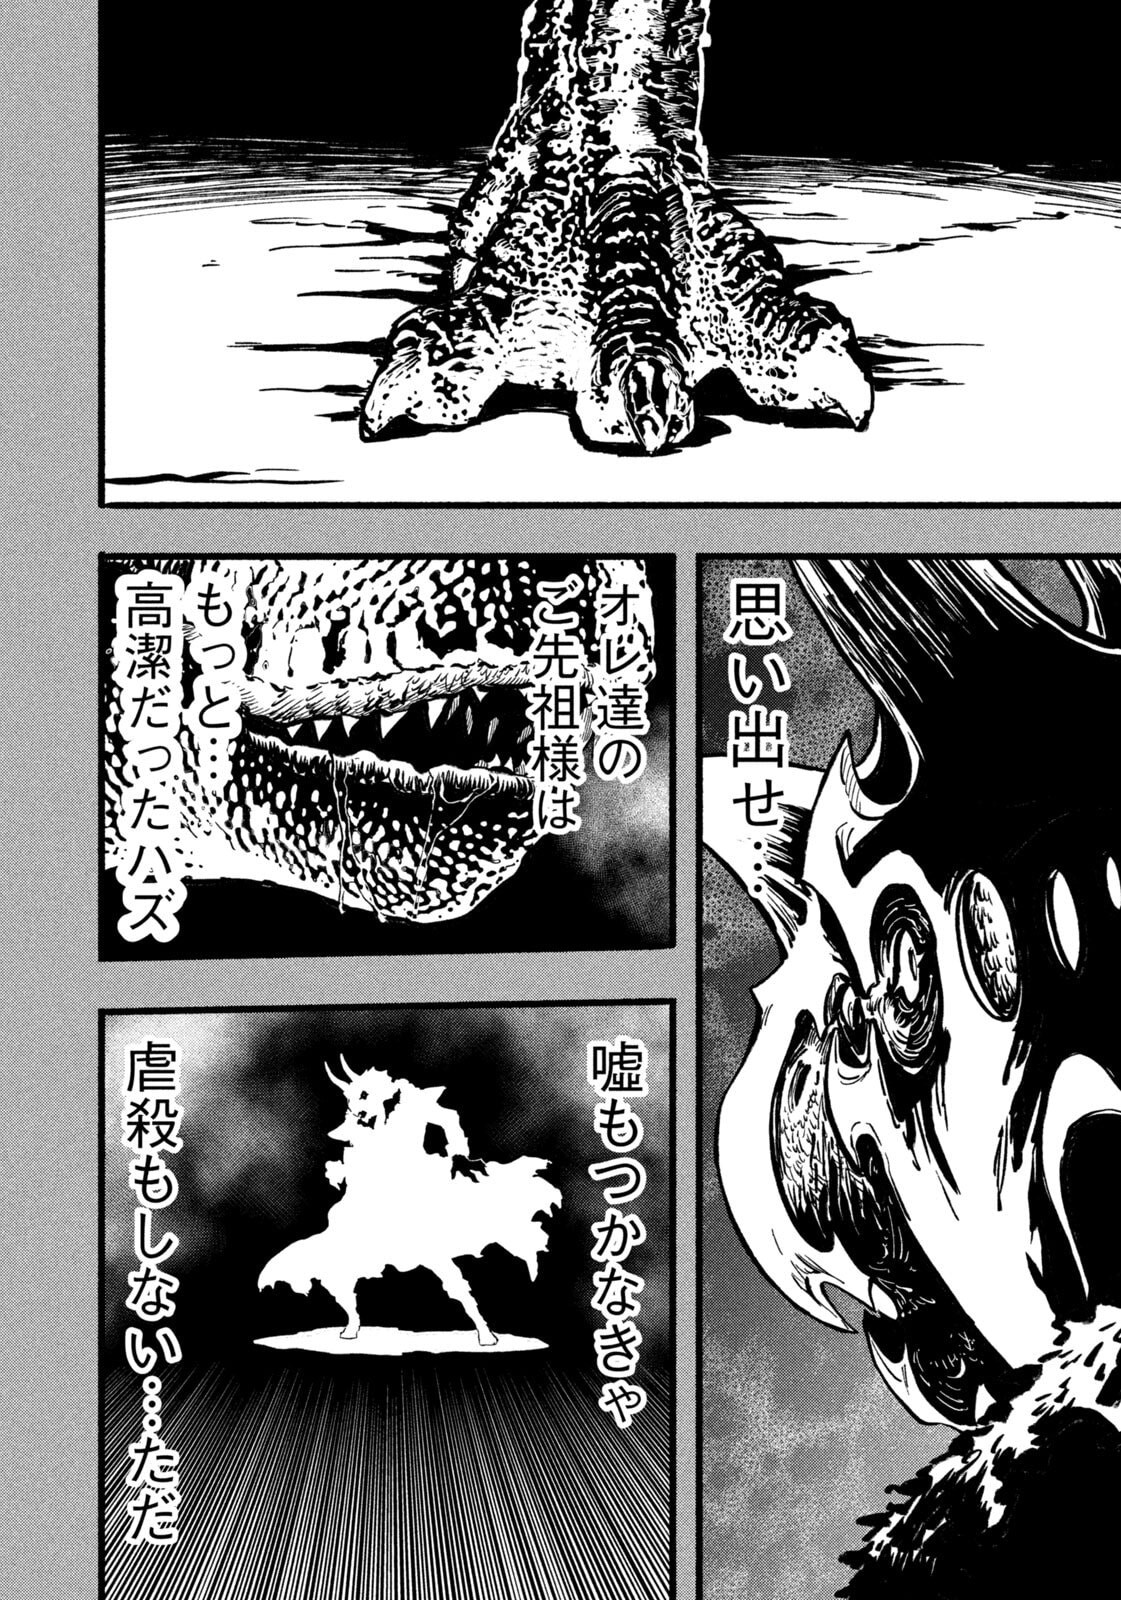 思い出せ……
オレ達の
ご先祖様は
もっと…
高潔だったハズ
嘘もつかなきゃ
虐殺もしない…ただ